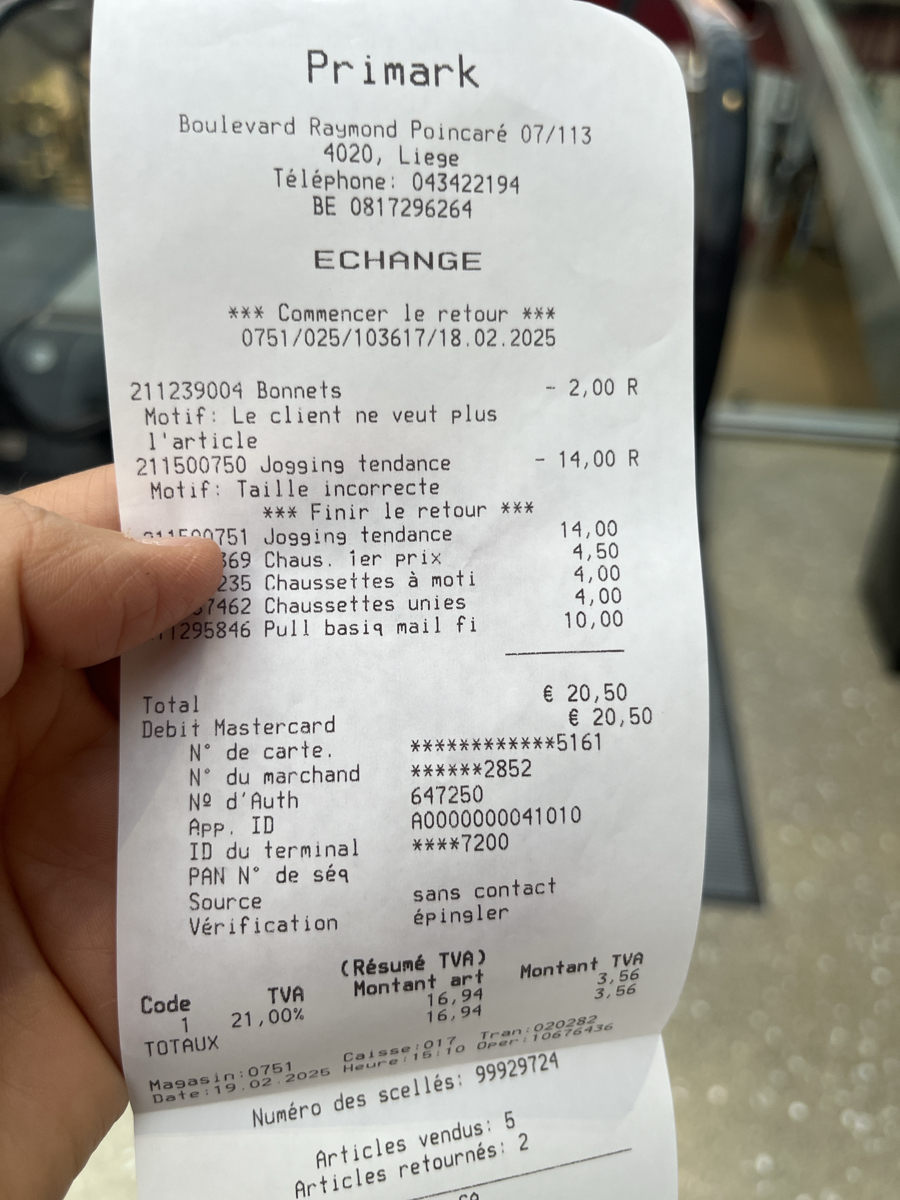 Primark
Boulevard Raymond Poincaré 07/113
4020, Liege
Téléphone: 043422194
BE 0817296264
ECHANGE
*** Commencer le retour ***
0751/025/103617/18.02.2025
211239004 Bonnets - 2,00 R
Motif: Le client ne veut plus
l'article
211500750 Jogging tendance - 14,00 R
Motif: Taille incorrecte
*** Finir le retour ***
Jogging tendance 14,00
Chaus. 1er prix 4,50
Chaussettes à moti 4,00
Chaussettes unies 4,00
Pull basiq mail fi 10,00
Total € 20,50
Debit Mastercard € 20,50
N° de carte. ************5161
N° du marchand ******2852
Nº d'Auth 647250
App. ID A0000000041010
ID du terminal ****7200
PAN N° de séq
Source sans contact
Vérification épingler
(Résumé TVA)
Code TVA Montant art Montant TVA
1 21,00% 16,94 3,56
TOTAUX 16,94 3,56
Magasin:0751 Caisse:017 Tran:020282
Date:19.02.2025 Heure:15:10 Oper:10676436
Numéro des scellés: 99929724
Articles vendus: 5
Articles retournés: 2